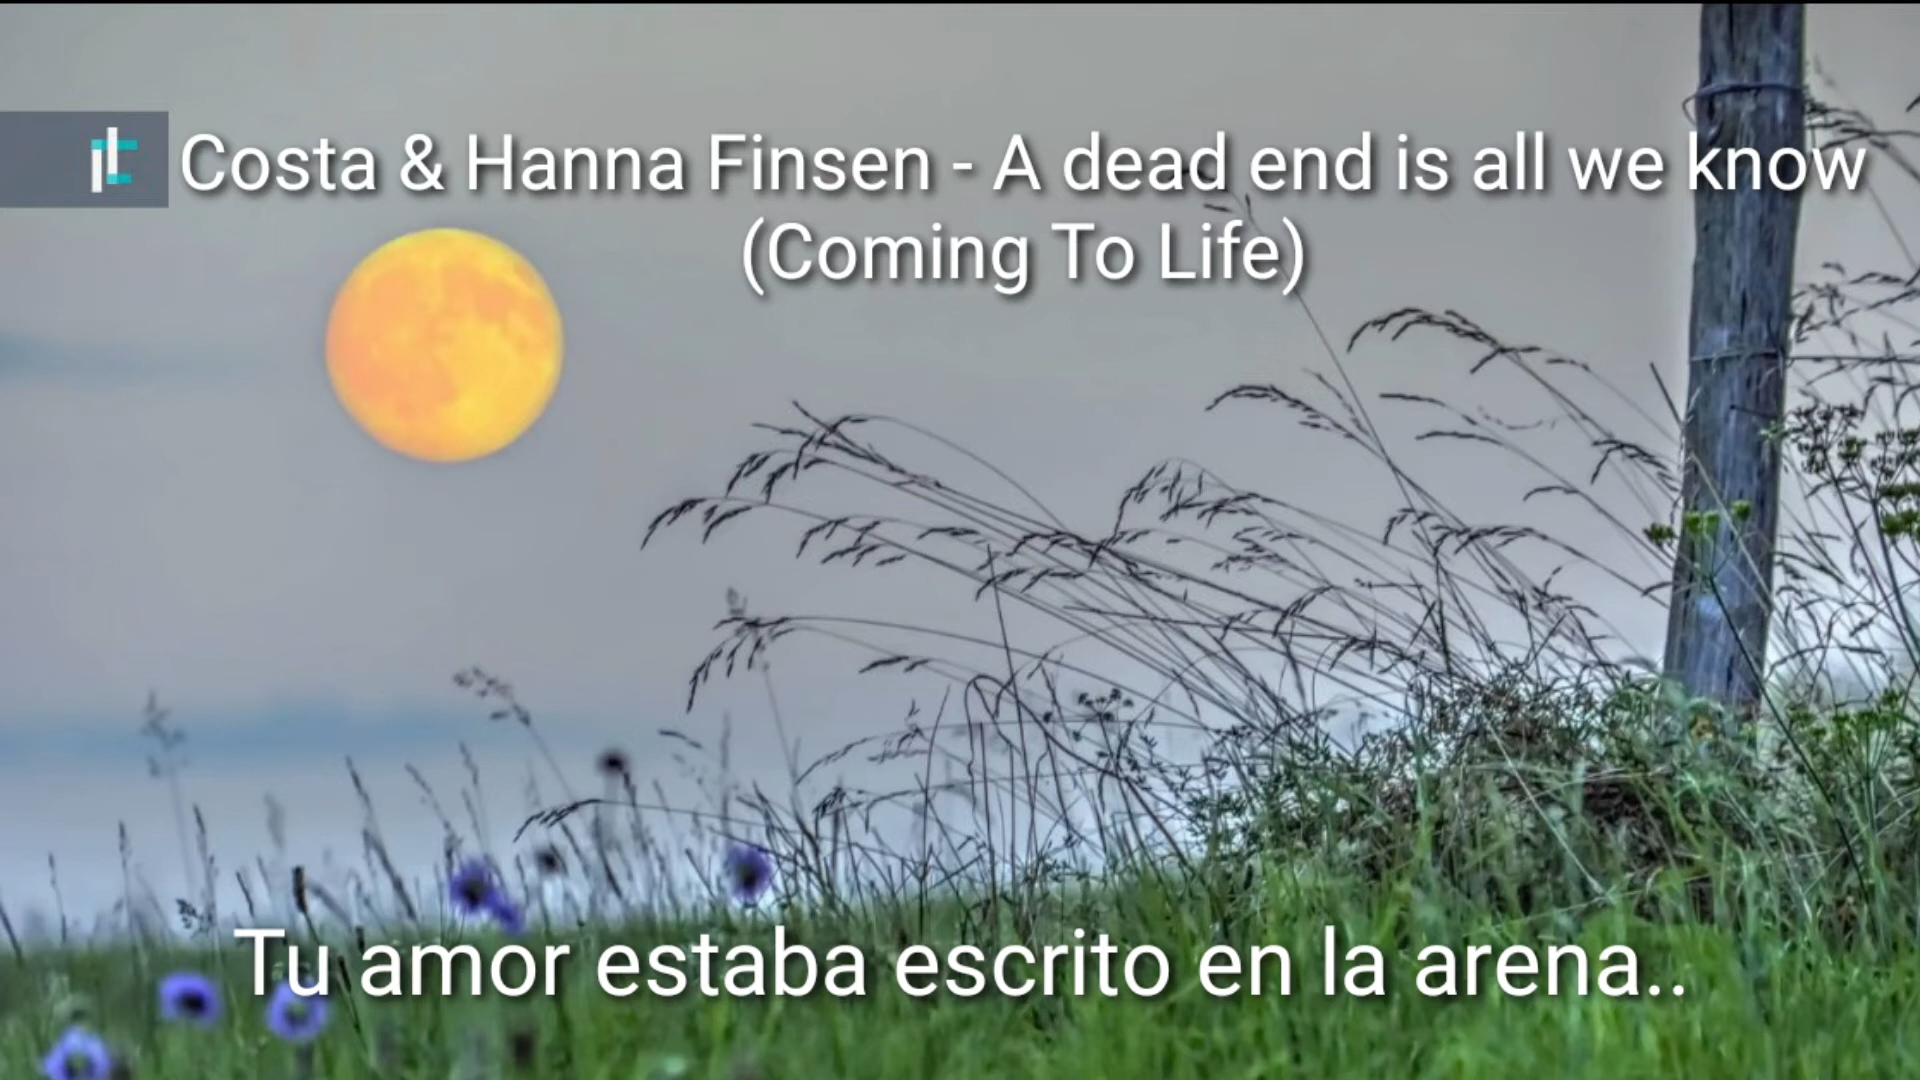 Costa & Hanna Finsen - A dead end is all we know
(Coming To Life)
Tu amor estaba escrito en la arena..